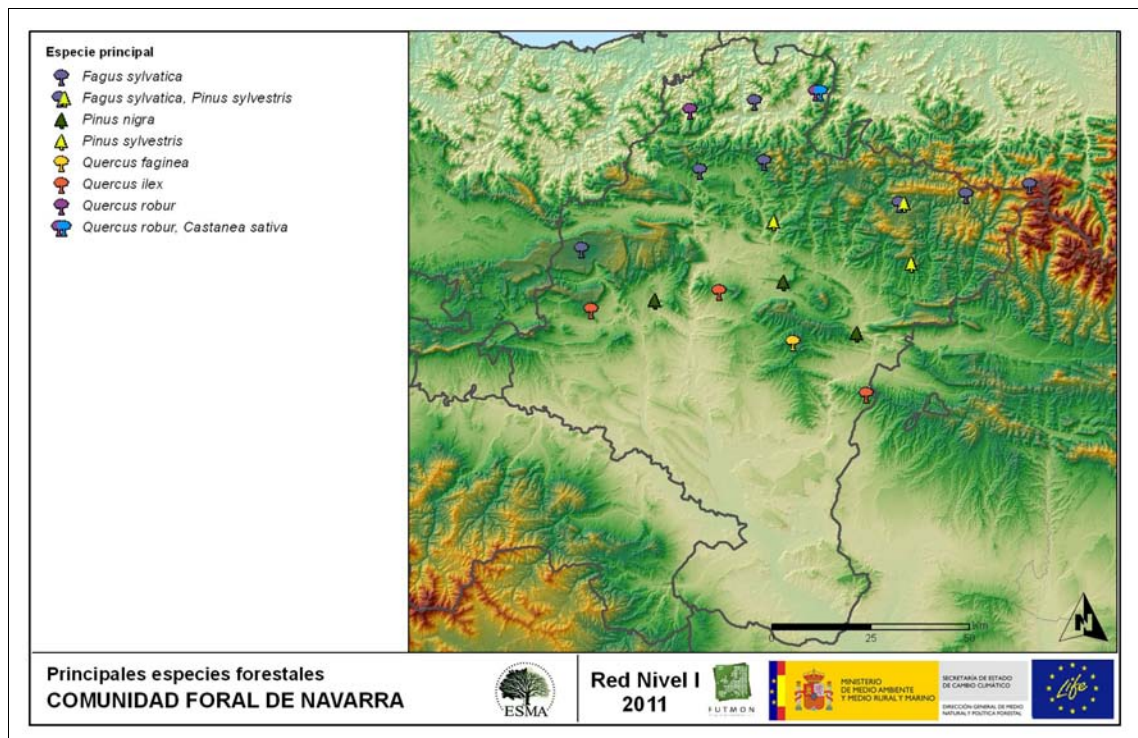 Especie principal
Fagus sylvatica
Fagus sylvatica, Pinus sylvestris
Pinus nigra
Pinus sylvestris
Quercus faginea
Quercus ilex
Quercus robur
Quercus robur, Castanea sativa
Km
0 25 50
N
Principales especies forestales
COMUNIDAD FORAL DE NAVARRA
ESMA
Red Nivel I
2011
FUTMON
MINISTERIO
DE MEDIO AMBIENTE
Y MEDIO RURAL Y MARINO
SECRETARÍA DE ESTADO
DE CAMBIO CLIMÁTICO
DIRECCIÓN GENERAL DE MEDIO
NATURAL Y POLÍTICA FORESTAL
Life